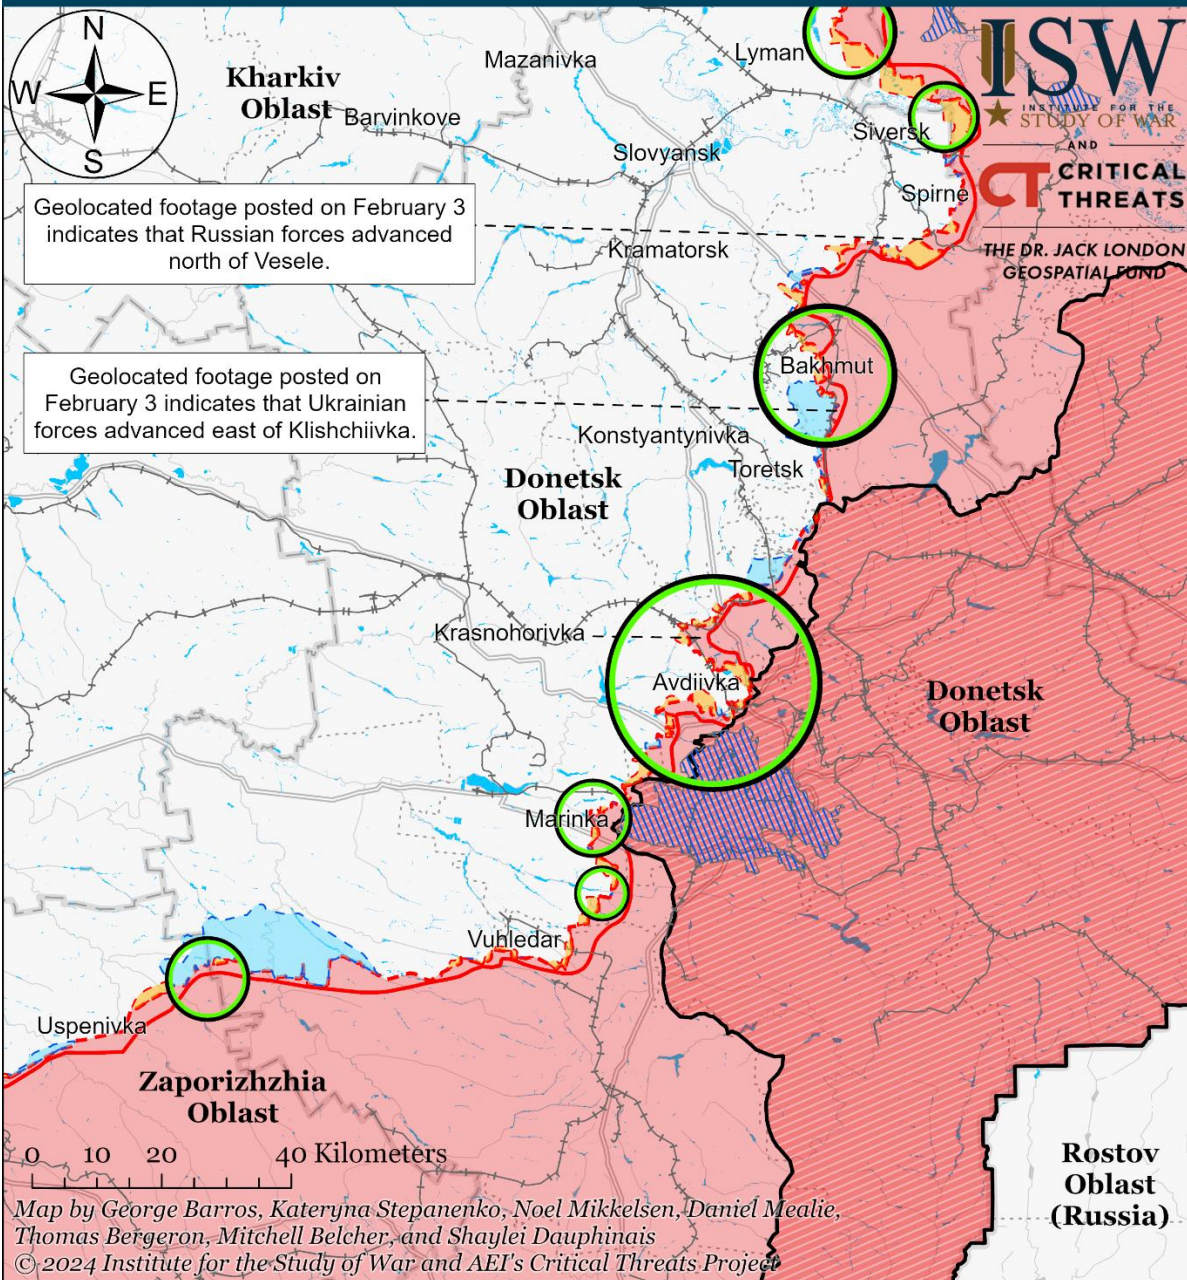 N
W
E
S
Kharkiv
Oblast
Mazanivka
Lyman
Barvinkove
Slovyansk
Siversk
Spirne
ISW
INSTITUTE FOR THE
STUDY OF WAR
AND
CT CRITICAL
THREATS
THE DR. JACK LONDON
GEOSPATIAL FUND
Geolocated footage posted on February 3
indicates that Russian forces advanced
north of Vesele.
Kramatorsk
Bakhmut
Geolocated footage posted on
February 3 indicates that Ukrainian
forces advanced east of Klishchiivka.
Konstyantynivka
Toretsk
Donetsk
Oblast
Krasnohorivka
Avdiivka
Donetsk
Oblast
Marinka
Vuhledar
Uspenivka
Zaporizhzhia
Oblast
0 10 20 40 Kilometers
Rostov
Oblast
(Russia)
Map by George Barros, Kateryna Stepanenko, Noel Mikkelsen, Daniel Mealie,
Thomas Bergeron, Mitchell Belcher, and Shaylei Dauphinais
© 2024 Institute for the Study of War and AEI's Critical Threats Project